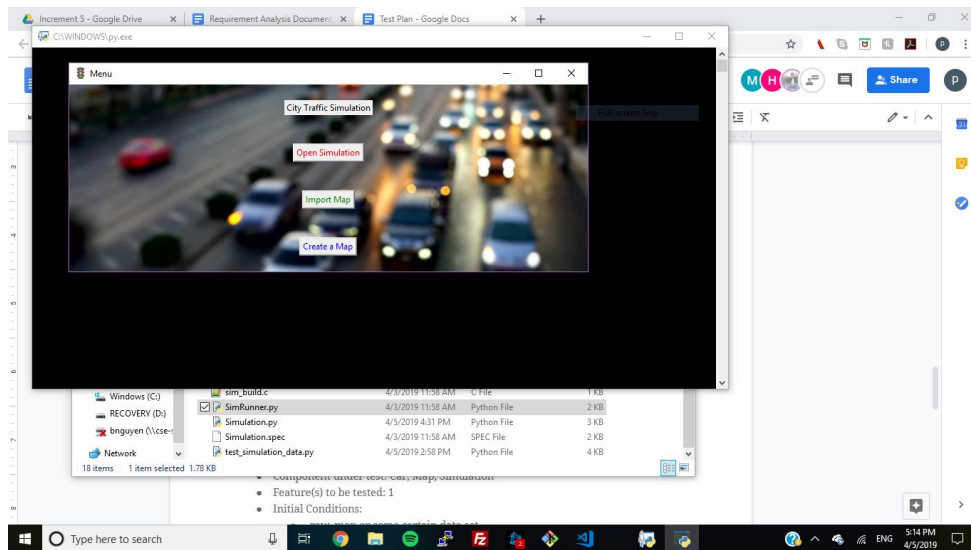 Increment 5 - Google Drive
Requirement Analysis Document
Test Plan - Google Docs
C:\WINDOWS\py.exe
Menu
City Traffic Simulation
Open Simulation
Import Map
Create a Map
Full-screen Snip
M
H
Share
p
Windows (C:)
RECOVERY (D:)
bnguyen (\\cse-
Network
sim_build.c 4/3/2019 11:58 AM C File 1 KB
SimRunner.py 4/3/2019 11:58 AM Python File 2 KB
Simulation.py 4/5/2019 4:31 PM Python File 3 KB
Simulation.spec 4/3/2019 11:58 AM SPEC File 2 KB
test_simulation_data.py 4/5/2019 2:58 PM Python File 4 KB
18 items 1 item selected 1.78 KB
Component under test: Car, Map, Simulation
Feature(s) to be tested: 1
Initial Conditions:
Type here to search
ENG
5:14 PM
4/5/2019